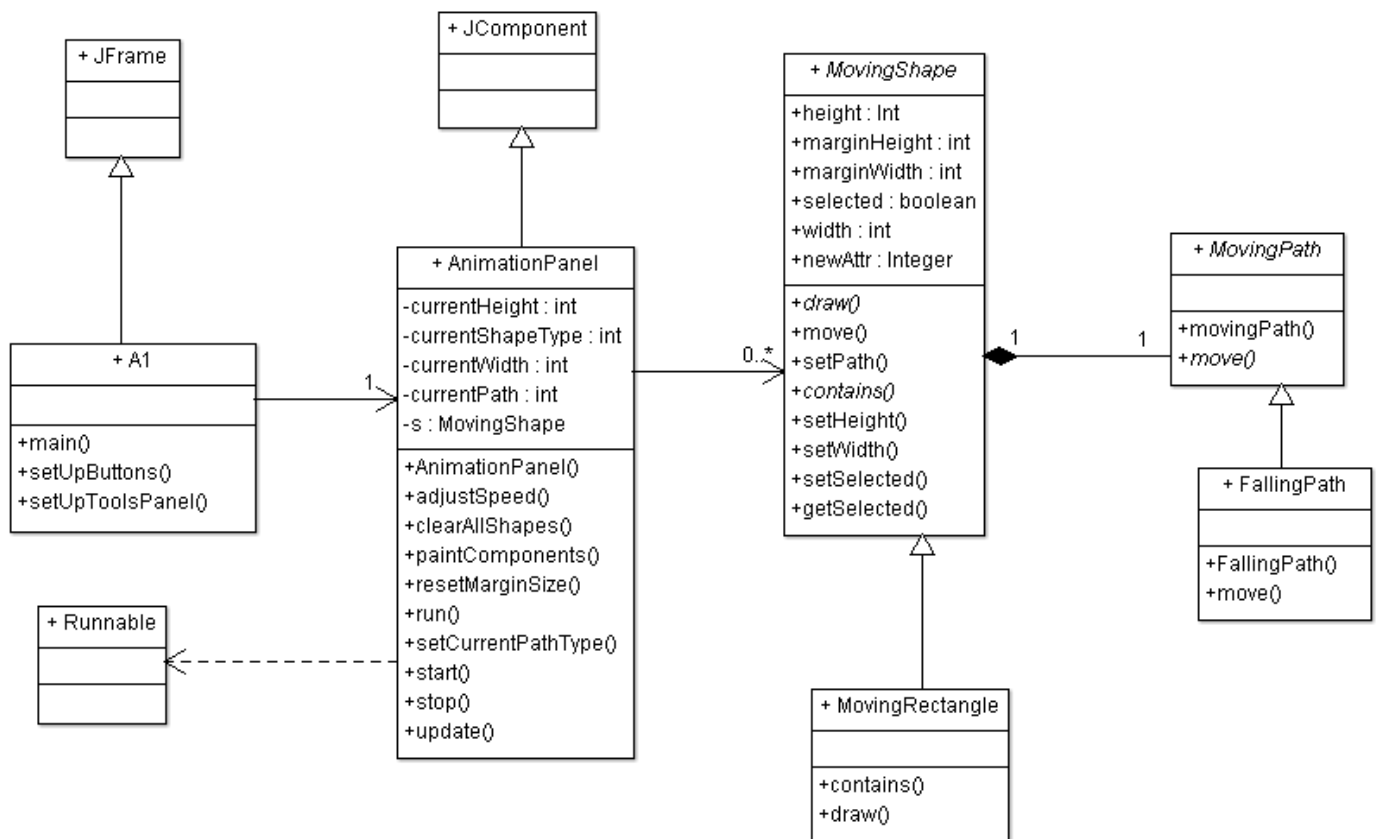 + JFrame
+ JComponent
+ MovingShape
+height : Int
+marginHeight : int
+marginWidth : int
+selected : boolean
+width : int
+newAttr : Integer
+draw()
+move()
+setPath()
+contains()
+setHeight()
+setWidth()
+setSelected()
+getSelected()
+ MovingPath
+movingPath()
+move()
+ AnimationPanel
-currentHeight : int
-currentShapeType : int
-currentWidth : int
-currentPath : int
-s : MovingShape
+AnimationPanel()
+adjustSpeed()
+clearAllShapes()
+paintComponents()
+resetMarginSize()
+run()
+setCurrentPathType()
+start()
+stop()
+update()
+ A1
+main()
+setUpButtons()
+setUpToolsPanel()
1
0..*
1
1
+ FallingPath
+FallingPath()
+move()
+ Runnable
+ MovingRectangle
+contains()
+draw()